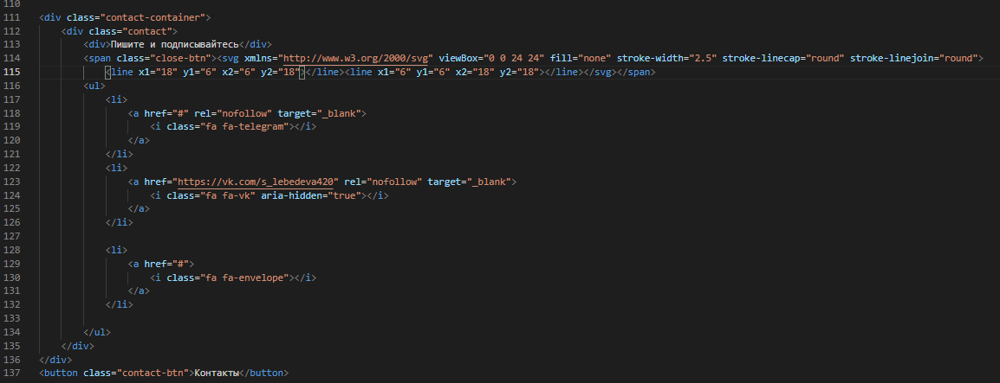 110
111 <div class="contact-container">
112 <div class="contact">
113 <div>Пишите и подписывайтесь</div>
114 <span class="close-btn"><svg xmlns="http://www.w3.org/2000/svg" viewBox="0 0 24 24" fill="none" stroke-width="2.5" stroke-linecap="round" stroke-linejoin="round">
115 <line x1="18" y1="6" x2="6" y2="18"></line><line x1="6" y1="6" x2="18" y2="18"></line></svg></span>
116 <ul>
117 <li>
118 <a href="#" rel="nofollow" target="_blank">
119 <i class="fa fa-telegram"></i>
120 </a>
121 </li>
122 <li>
123 <a href="https://vk.com/s_lebedeva420" rel="nofollow" target="_blank">
124 <i class="fa fa-vk" aria-hidden="true"></i>
125 </a>
126 </li>
127
128 <li>
129 <a href="#">
130 <i class="fa fa-envelope"></i>
131 </a>
132 </li>
133
134 </ul>
135 </div>
136 </div>
137 <button class="contact-btn">Контакты</button>